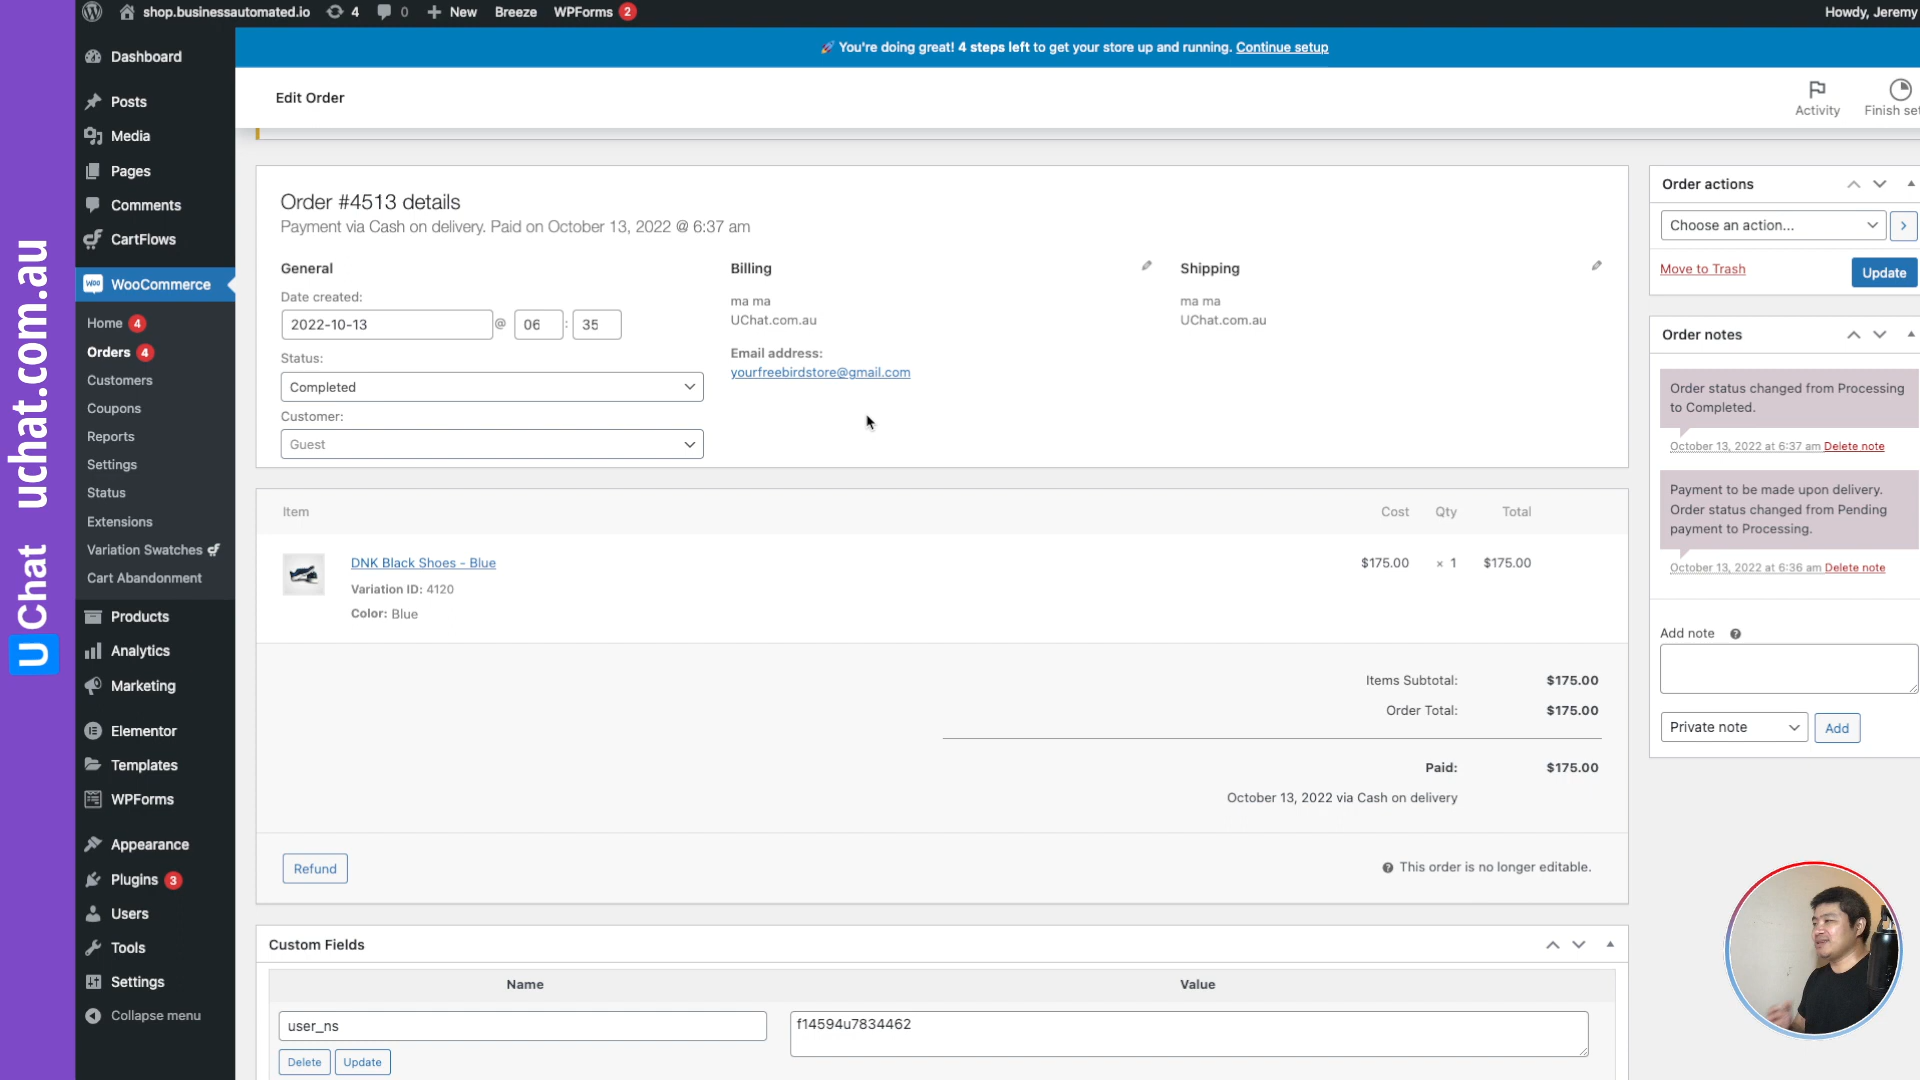 shop.businessautomated.io
4
0
New
Breeze
WPForms
2
Howdy, Jeremy
You're doing great! 4 steps left to get your store up and running. Continue setup
Edit Order
Activity
Finish set
UChat uchat.com.au
U
Dashboard
Posts
Media
Pages
Comments
CartFlows
WooCommerce
Home 4
Orders 4
Customers
Coupons
Reports
Settings
Status
Extensions
Variation Swatches
Cart Abandonment
Products
Analytics
Marketing
Elementor
Templates
WPForms
Appearance
Plugins 3
Users
Tools
Settings
Collapse menu
Order #4513 details
Payment via Cash on delivery. Paid on October 13, 2022 @ 6:37 am
General
Date created:
2022-10-13 @ 06 : 35
Status:
Completed
Customer:
Guest
Billing
ma ma
UChat.com.au
Email address:
yourfreebirdstore@gmail.com
Shipping
ma ma
UChat.com.au
Item Cost Qty Total
DNK Black Shoes - Blue $175.00 × 1 $175.00
Variation ID: 4120
Color: Blue
Items Subtotal: $175.00
Order Total: $175.00
Paid: $175.00
October 13, 2022 via Cash on delivery
Refund
This order is no longer editable.
Custom Fields
Name Value
user_ns f14594u7834462
Delete Update
Order actions
Choose an action...
Move to Trash
Update
Order notes
Order status changed from Processing
to Completed.
October 13, 2022 at 6:37 am Delete note
Payment to be made upon delivery.
Order status changed from Pending
payment to Processing.
October 13, 2022 at 6:36 am Delete note
Add note
Private note
Add